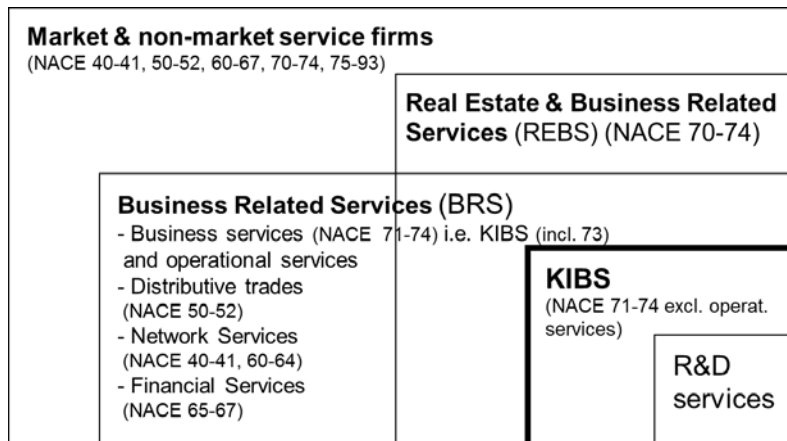 Market & non-market service firms
(NACE 40-41, 50-52, 60-67, 70-74, 75-93)
Real Estate & Business Related
Services (REBS) (NACE 70-74)
Business Related Services (BRS)
- Business services (NACE 71-74) i.e. KIBS (incl. 73)
and operational services
- Distributive trades
(NACE 50-52)
- Network Services
(NACE 40-41, 60-64)
- Financial Services
(NACE 65-67)
KIBS
(NACE 71-74 excl. operat.
services)
R&D
services